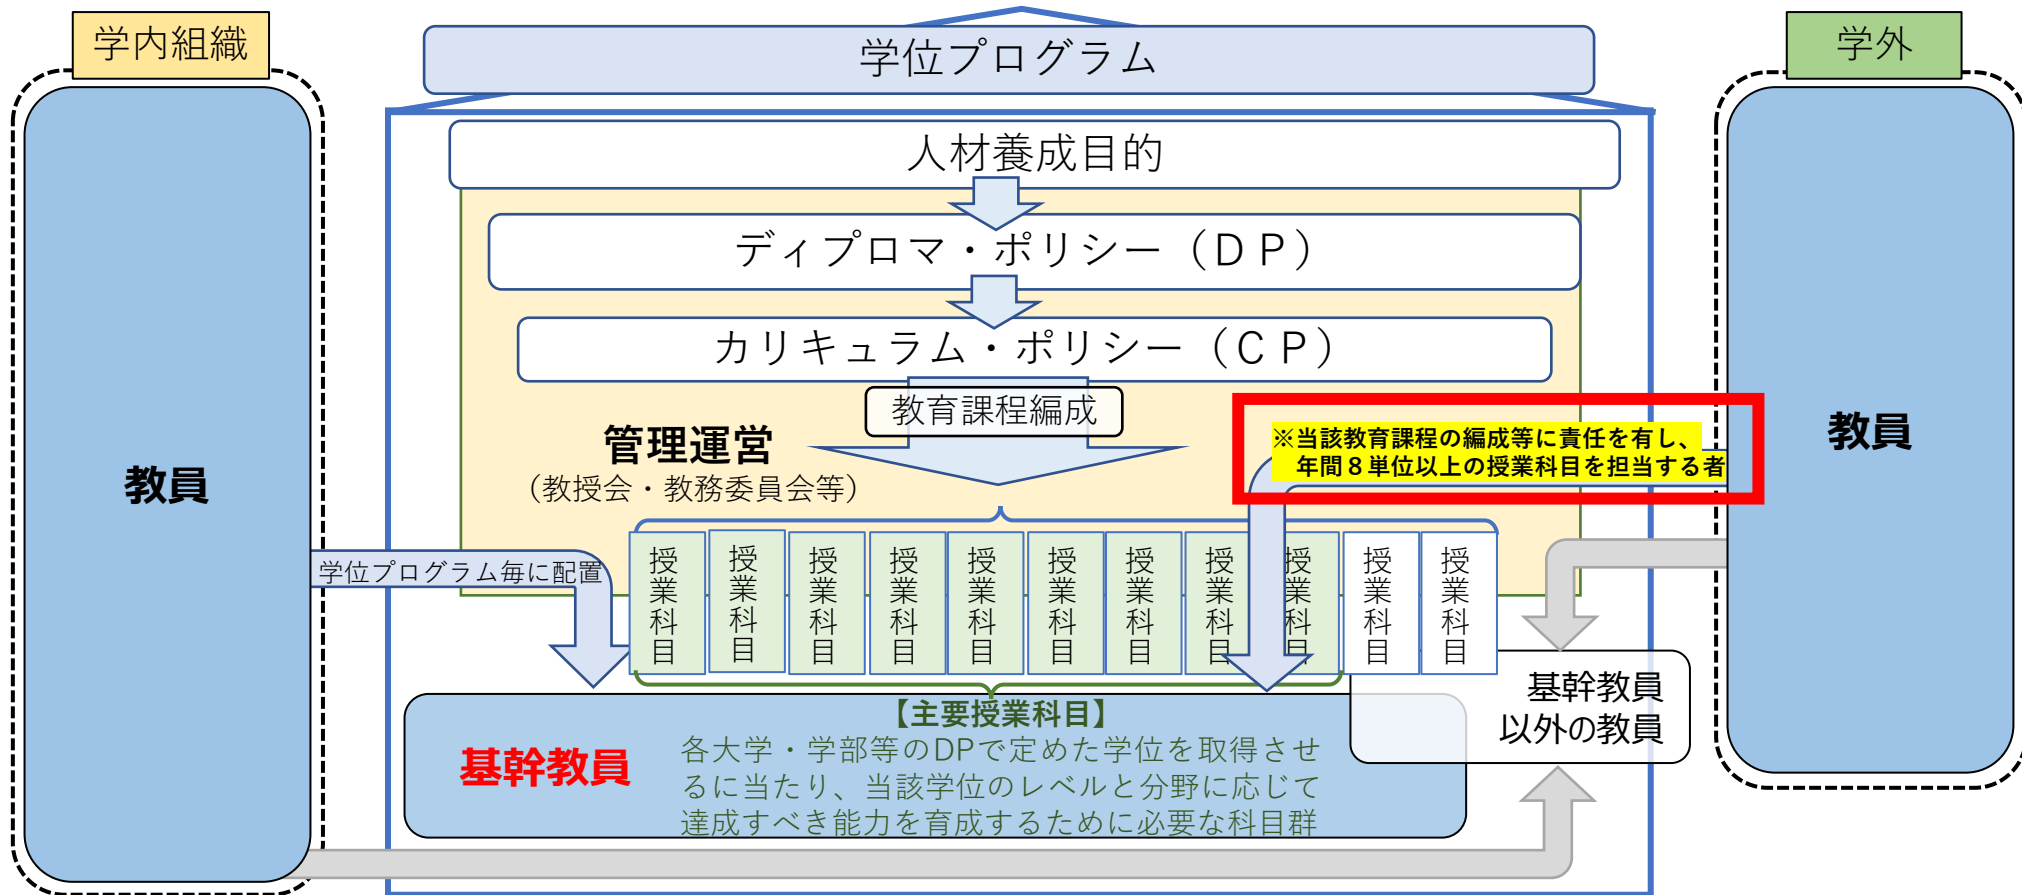 学内組織
学位プログラム
学外
人材養成目的
ディプロマ・ポリシー（ＤＰ）
カリキュラム・ポリシー（ＣＰ）
教育課程編成
管理運営
（教授会・教務委員会等）
※当該教育課程の編成等に責任を有し、
年間８単位以上の授業科目を担当する者
教員
教員
学位プログラム毎に配置
授業科目
授業科目
授業科目
授業科目
授業科目
授業科目
授業科目
授業科目
授業科目
授業科目
授業科目
基幹教員
以外の教員
【主要授業科目】
基幹教員
各大学・学部等のDPで定めた学位を取得させ
るに当たり、当該学位のレベルと分野に応じて
達成すべき能力を育成するために必要な科目群